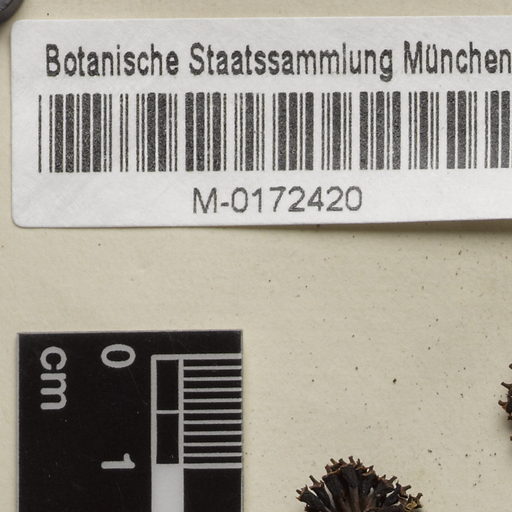 Botanische Staatssammlung München
M-0172420
cm
0
1